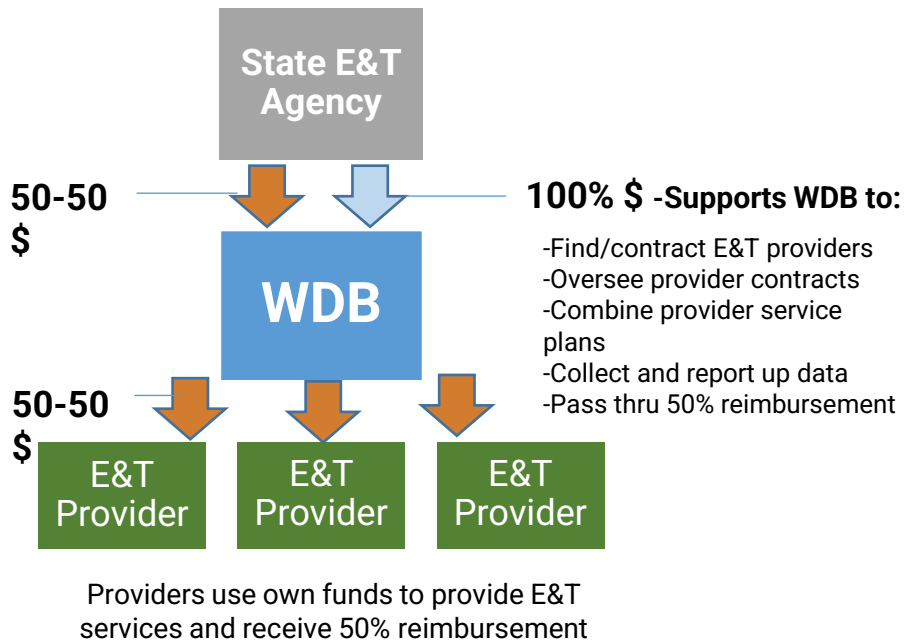 State E&T
Agency
50-50
$
100% $ -Supports WDB to:
-Find/contract E&T providers
-Oversee provider contracts
-Combine provider service
plans
-Collect and report up data
-Pass thru 50% reimbursement
WDB
50-50
$
E&T
Provider
E&T
Provider
E&T
Provider
Providers use own funds to provide E&T
services and receive 50% reimbursement